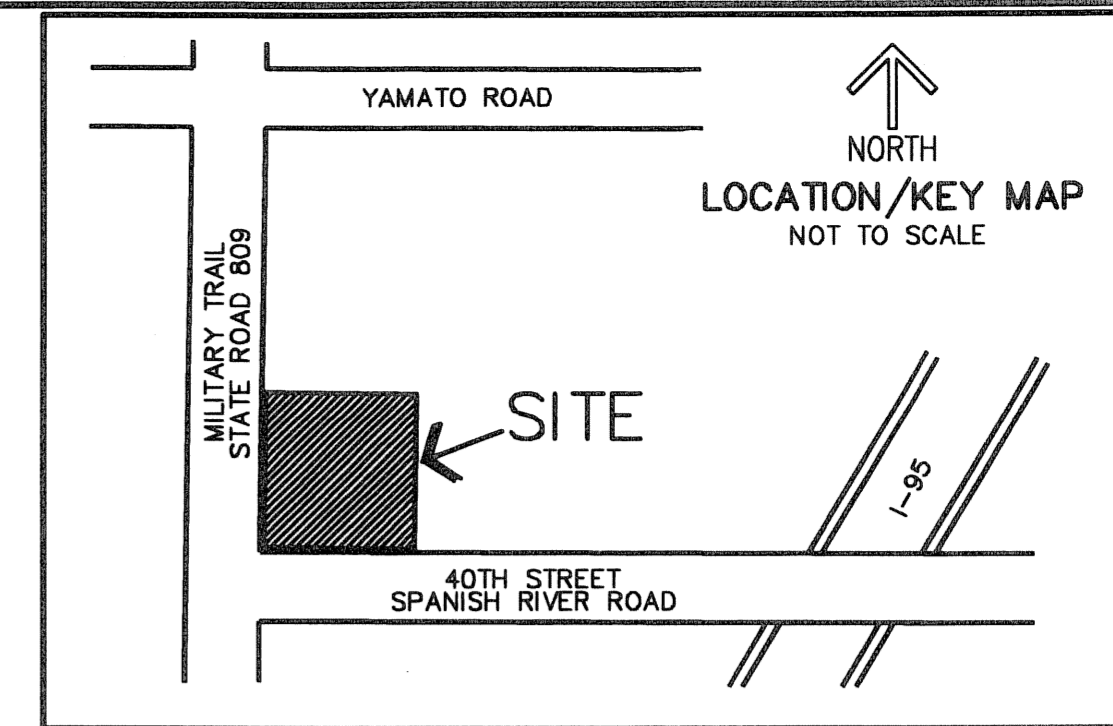 YAMATO ROAD
NORTH
LOCATION/KEY MAP
NOT TO SCALE
MILITARY TRAIL
STATE ROAD 809
SITE
I-95
40TH STREET
SPANISH RIVER ROAD